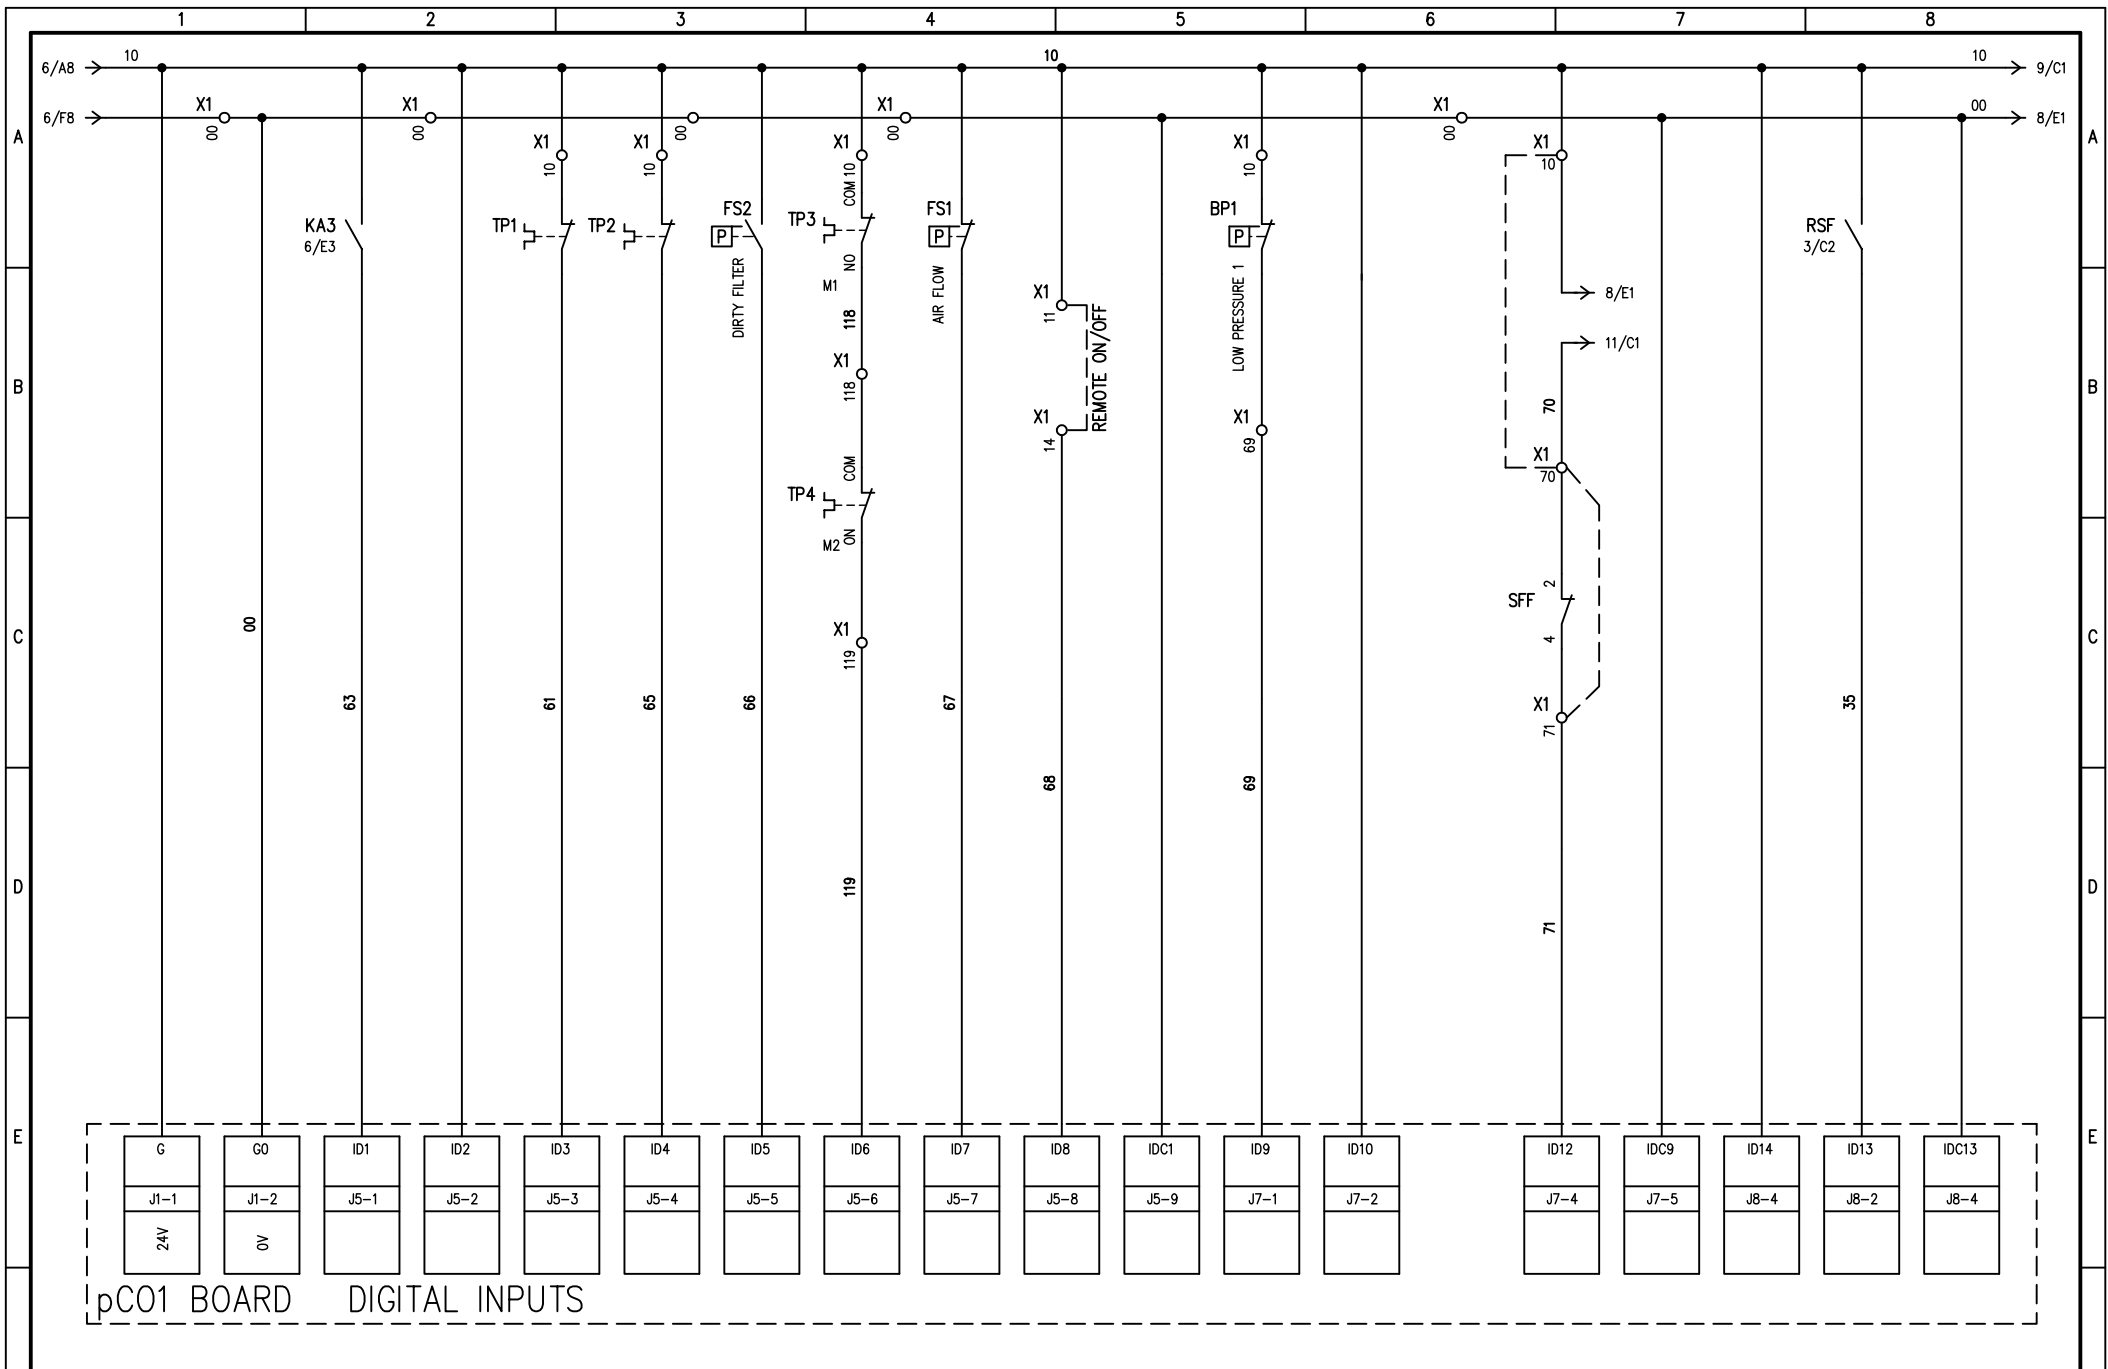 1 2 3 4 5 6 7 8
6/A8 10 10 10 9/C1
6/F8 X1 X1 X1 X1 00 8/E1
00 00 00 00 00
A X1 X1 X1 X1 X1 A
10 10 COM 10 10 10
KA3 TP1 TP2 FS2 TP3 FS1 BP1 RSF
6/E3 P P P 3/C2
DIRTY FILTER NO AIR FLOW LOW PRESSURE 1
M1
118
X1 8/E1
11
REMOTE ON/OFF
11/C1
B X1 B
118
70
X1 X1
14 69
X1
70
COM
TP4
M2 NO
2
SFF
4
C 00 X1 C
119
63 61 65 66 67 X1 35
71
68 69
D 119 D
71
E G G0 ID1 ID2 ID3 ID4 ID5 ID6 ID7 ID8 IDC1 ID9 ID10 ID12 IDC9 ID14 ID13 IDC13 E
J1-1 J1-2 J5-1 J5-2 J5-3 J5-4 J5-5 J5-6 J5-7 J5-8 J5-9 J7-1 J7-2 J7-4 J7-5 J8-4 J8-2 J8-4
24V 0V
pCO1 BOARD DIGITAL INPUTS